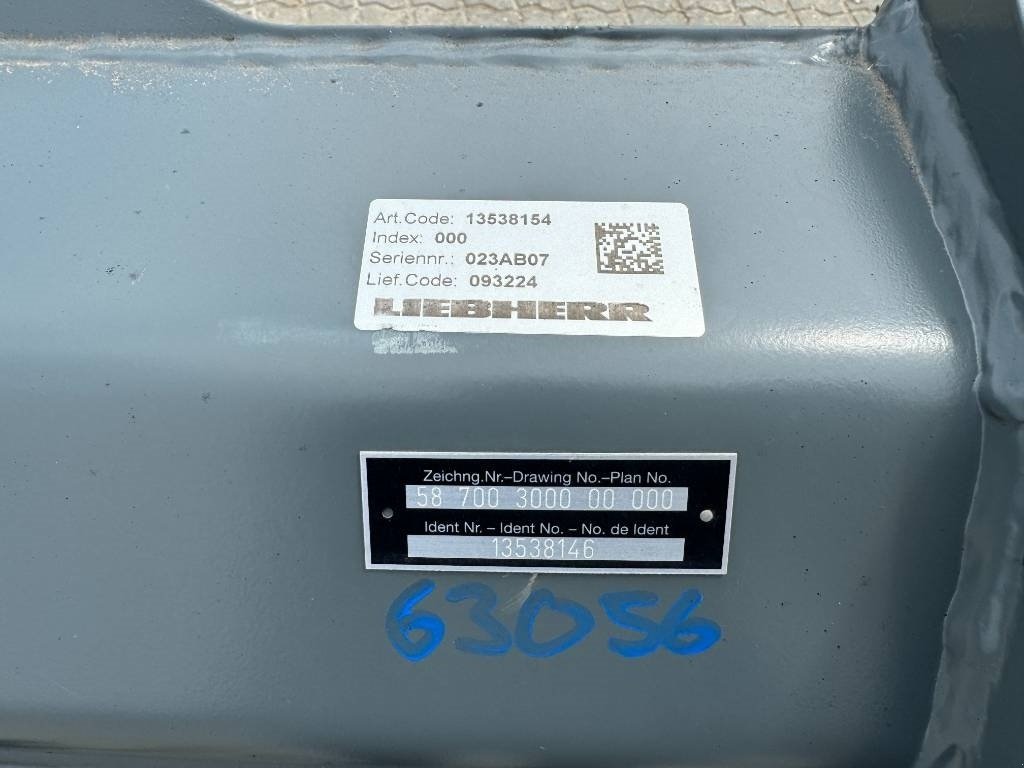 Art.Code: 13538154
Index: 000
Seriennr.: 023AB07
Lief.Code: 093224
LIEBHERR
Zeichng.Nr.–Drawing No.–Plan No.
58 700 3000 00 000
Ident Nr. – Ident No. – No. de Ident
13538146
63056